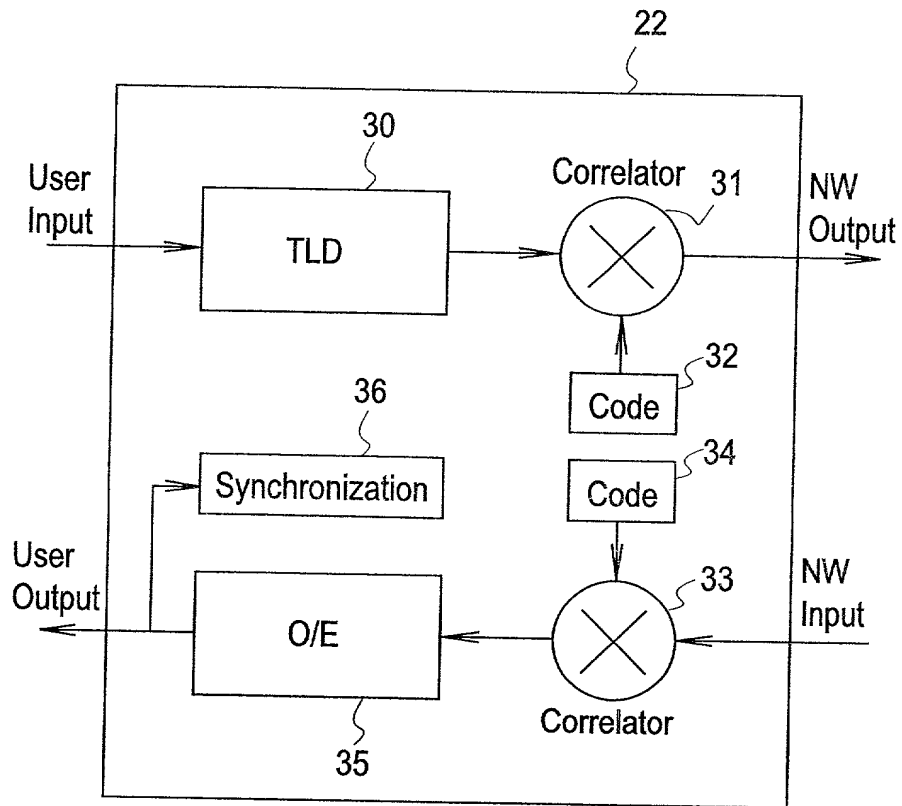 22
30
Correlator
31
User
Input
NW
Output
TLD
32
Code
36
34
Synchronization
Code
User
Output
33
NW
Input
O/E
Correlator
35